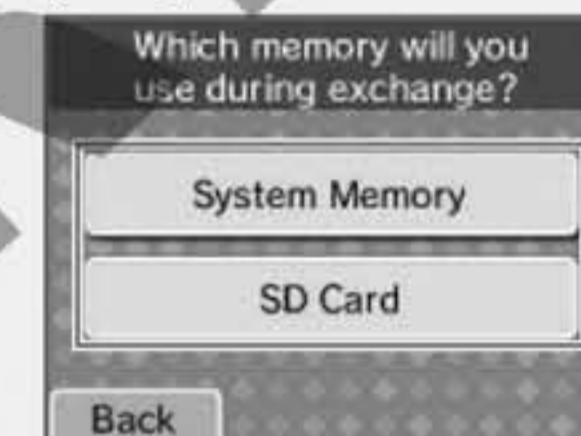 Which memory will you
use during exchange?
System Memory
SD Card
Back